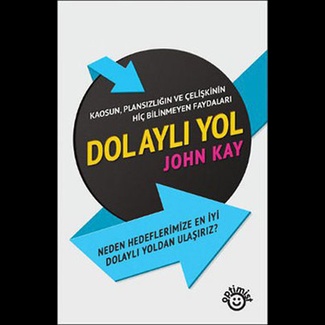 KAOSUN, PLANSIZLIĞIN VE ÇELİŞKİNİN
HİÇ BİLİNMEYEN FAYDALARI
DOLAYLI YOL
JOHN KAY
NEDEN HEDEFLERİMİZE EN İYİ
DOLAYLI YOLDAN ULAŞIRIZ?
optimist